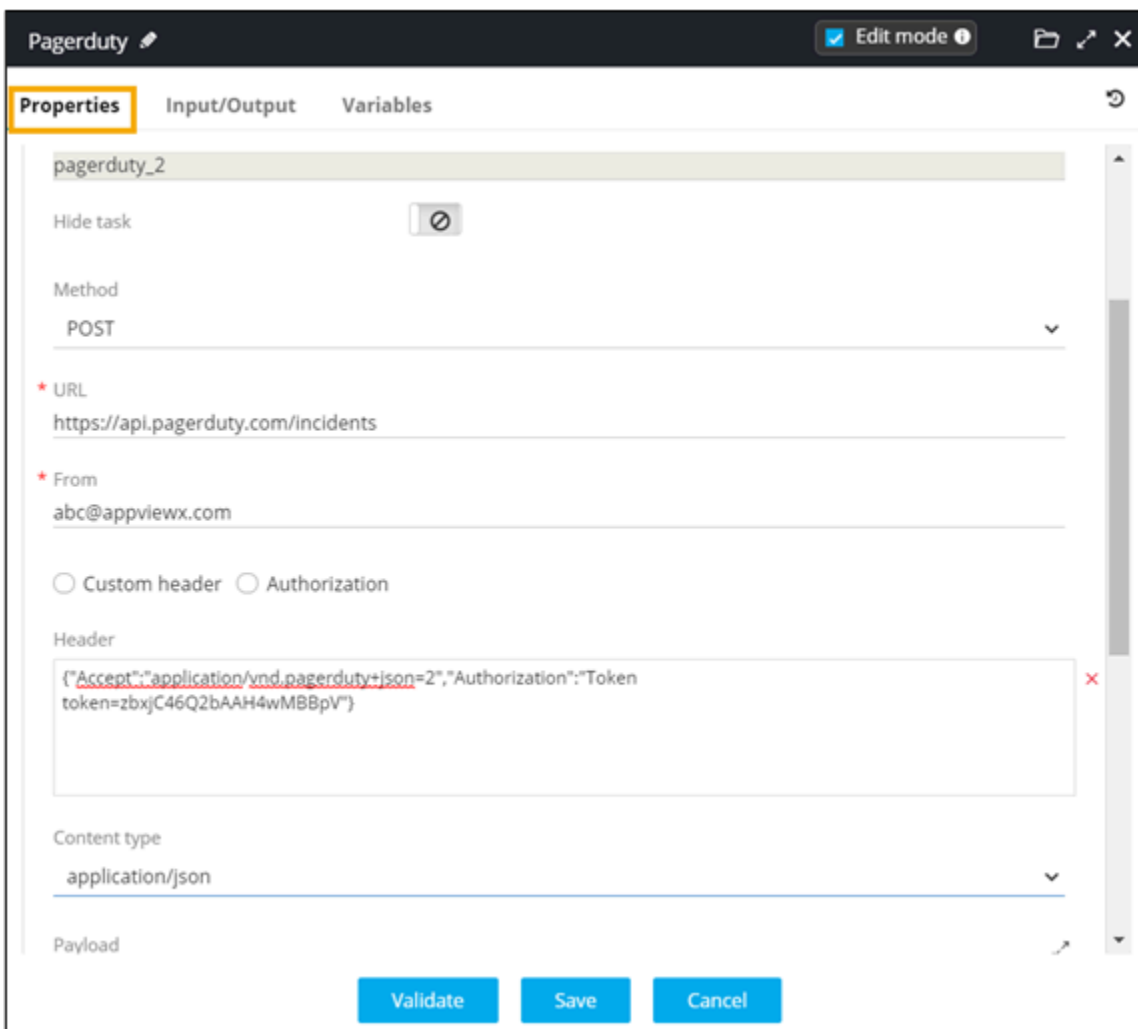 Pagerduty
Edit mode
Properties Input/Output Variables
pagerduty_2
Hide task
Method
POST
* URL
https://api.pagerduty.com/incidents
* From
abc@appviewx.com
Custom header Authorization
Header
{"Accept":"application/vnd.pagerduty+json=2","Authorization":"Token
token=zbxjC46Q2bAAH4wMBBpV"}
Content type
application/json
Payload
Validate Save Cancel